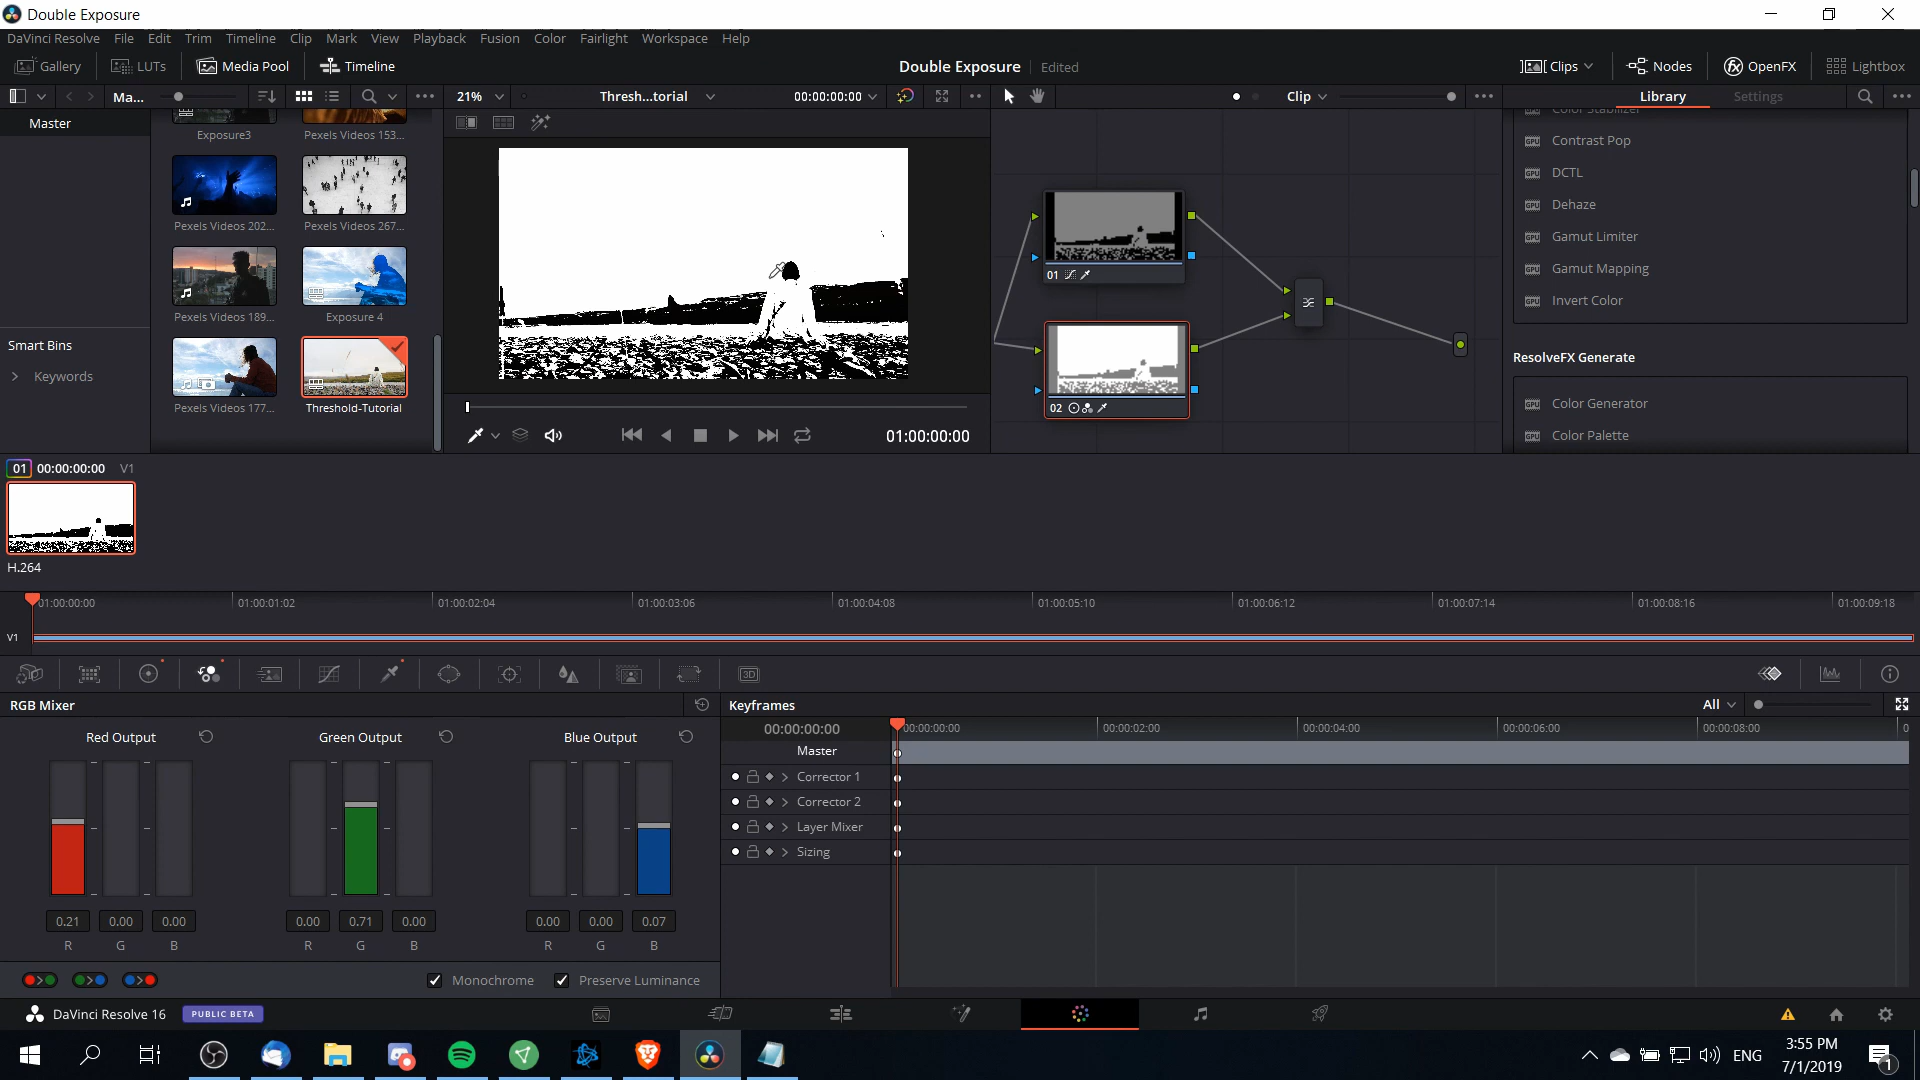 Double Exposure
DaVinci Resolve File Edit Trim Timeline Clip Mark View Playback Fusion Color Fairlight Workspace Help
Gallery LUTs Media Pool Timeline Double Exposure Edited Clips Nodes OpenFX Lightbox
Ma... 21% Thresh...torial 00:00:00:00 Clip Library Settings
Master
Exposure3 Pexels Videos 153...
Pexels Videos 202... Pexels Videos 267...
Pexels Videos 189... Exposure 4
Pexels Videos 177... Threshold-Tutorial
Smart Bins
Keywords
01:00:00:00
01
02
Color Stabilizer
Contrast Pop
DCTL
Dehaze
Gamut Limiter
Gamut Mapping
Invert Color
ResolveFX Generate
Color Generator
Color Palette
01 00:00:00:00 V1
H.264
01:00:00:00 01:00:01:02 01:00:02:04 01:00:03:06 01:00:04:08 01:00:05:10 01:00:06:12 01:00:07:14 01:00:08:16 01:00:09:18
V1
3D
RGB Mixer
Red Output Green Output Blue Output
0.21 0.00 0.00 0.00 0.71 0.00 0.00 0.00 0.07
R G B R G B R G B
Monochrome Preserve Luminance
Keyframes All
00:00:00:00 00:00:00:00 00:00:02:00 00:00:04:00 00:00:06:00 00:00:08:00 0
Master
Corrector 1
Corrector 2
Layer Mixer
Sizing
DaVinci Resolve 16 PUBLIC BETA
ENG
3:55 PM
7/1/2019
1